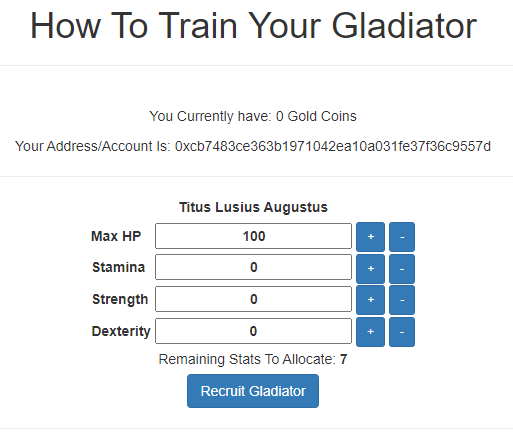 How To Train Your Gladiator
You Currently have: 0 Gold Coins
Your Address/Account Is: 0xcb7483ce363b1971042ea10a031fe37f36c9557d
Titus Lusius Augustus
Max HP 100 + -
Stamina 0 + -
Strength 0 + -
Dexterity 0 + -
Remaining Stats To Allocate: 7
Recruit Gladiator